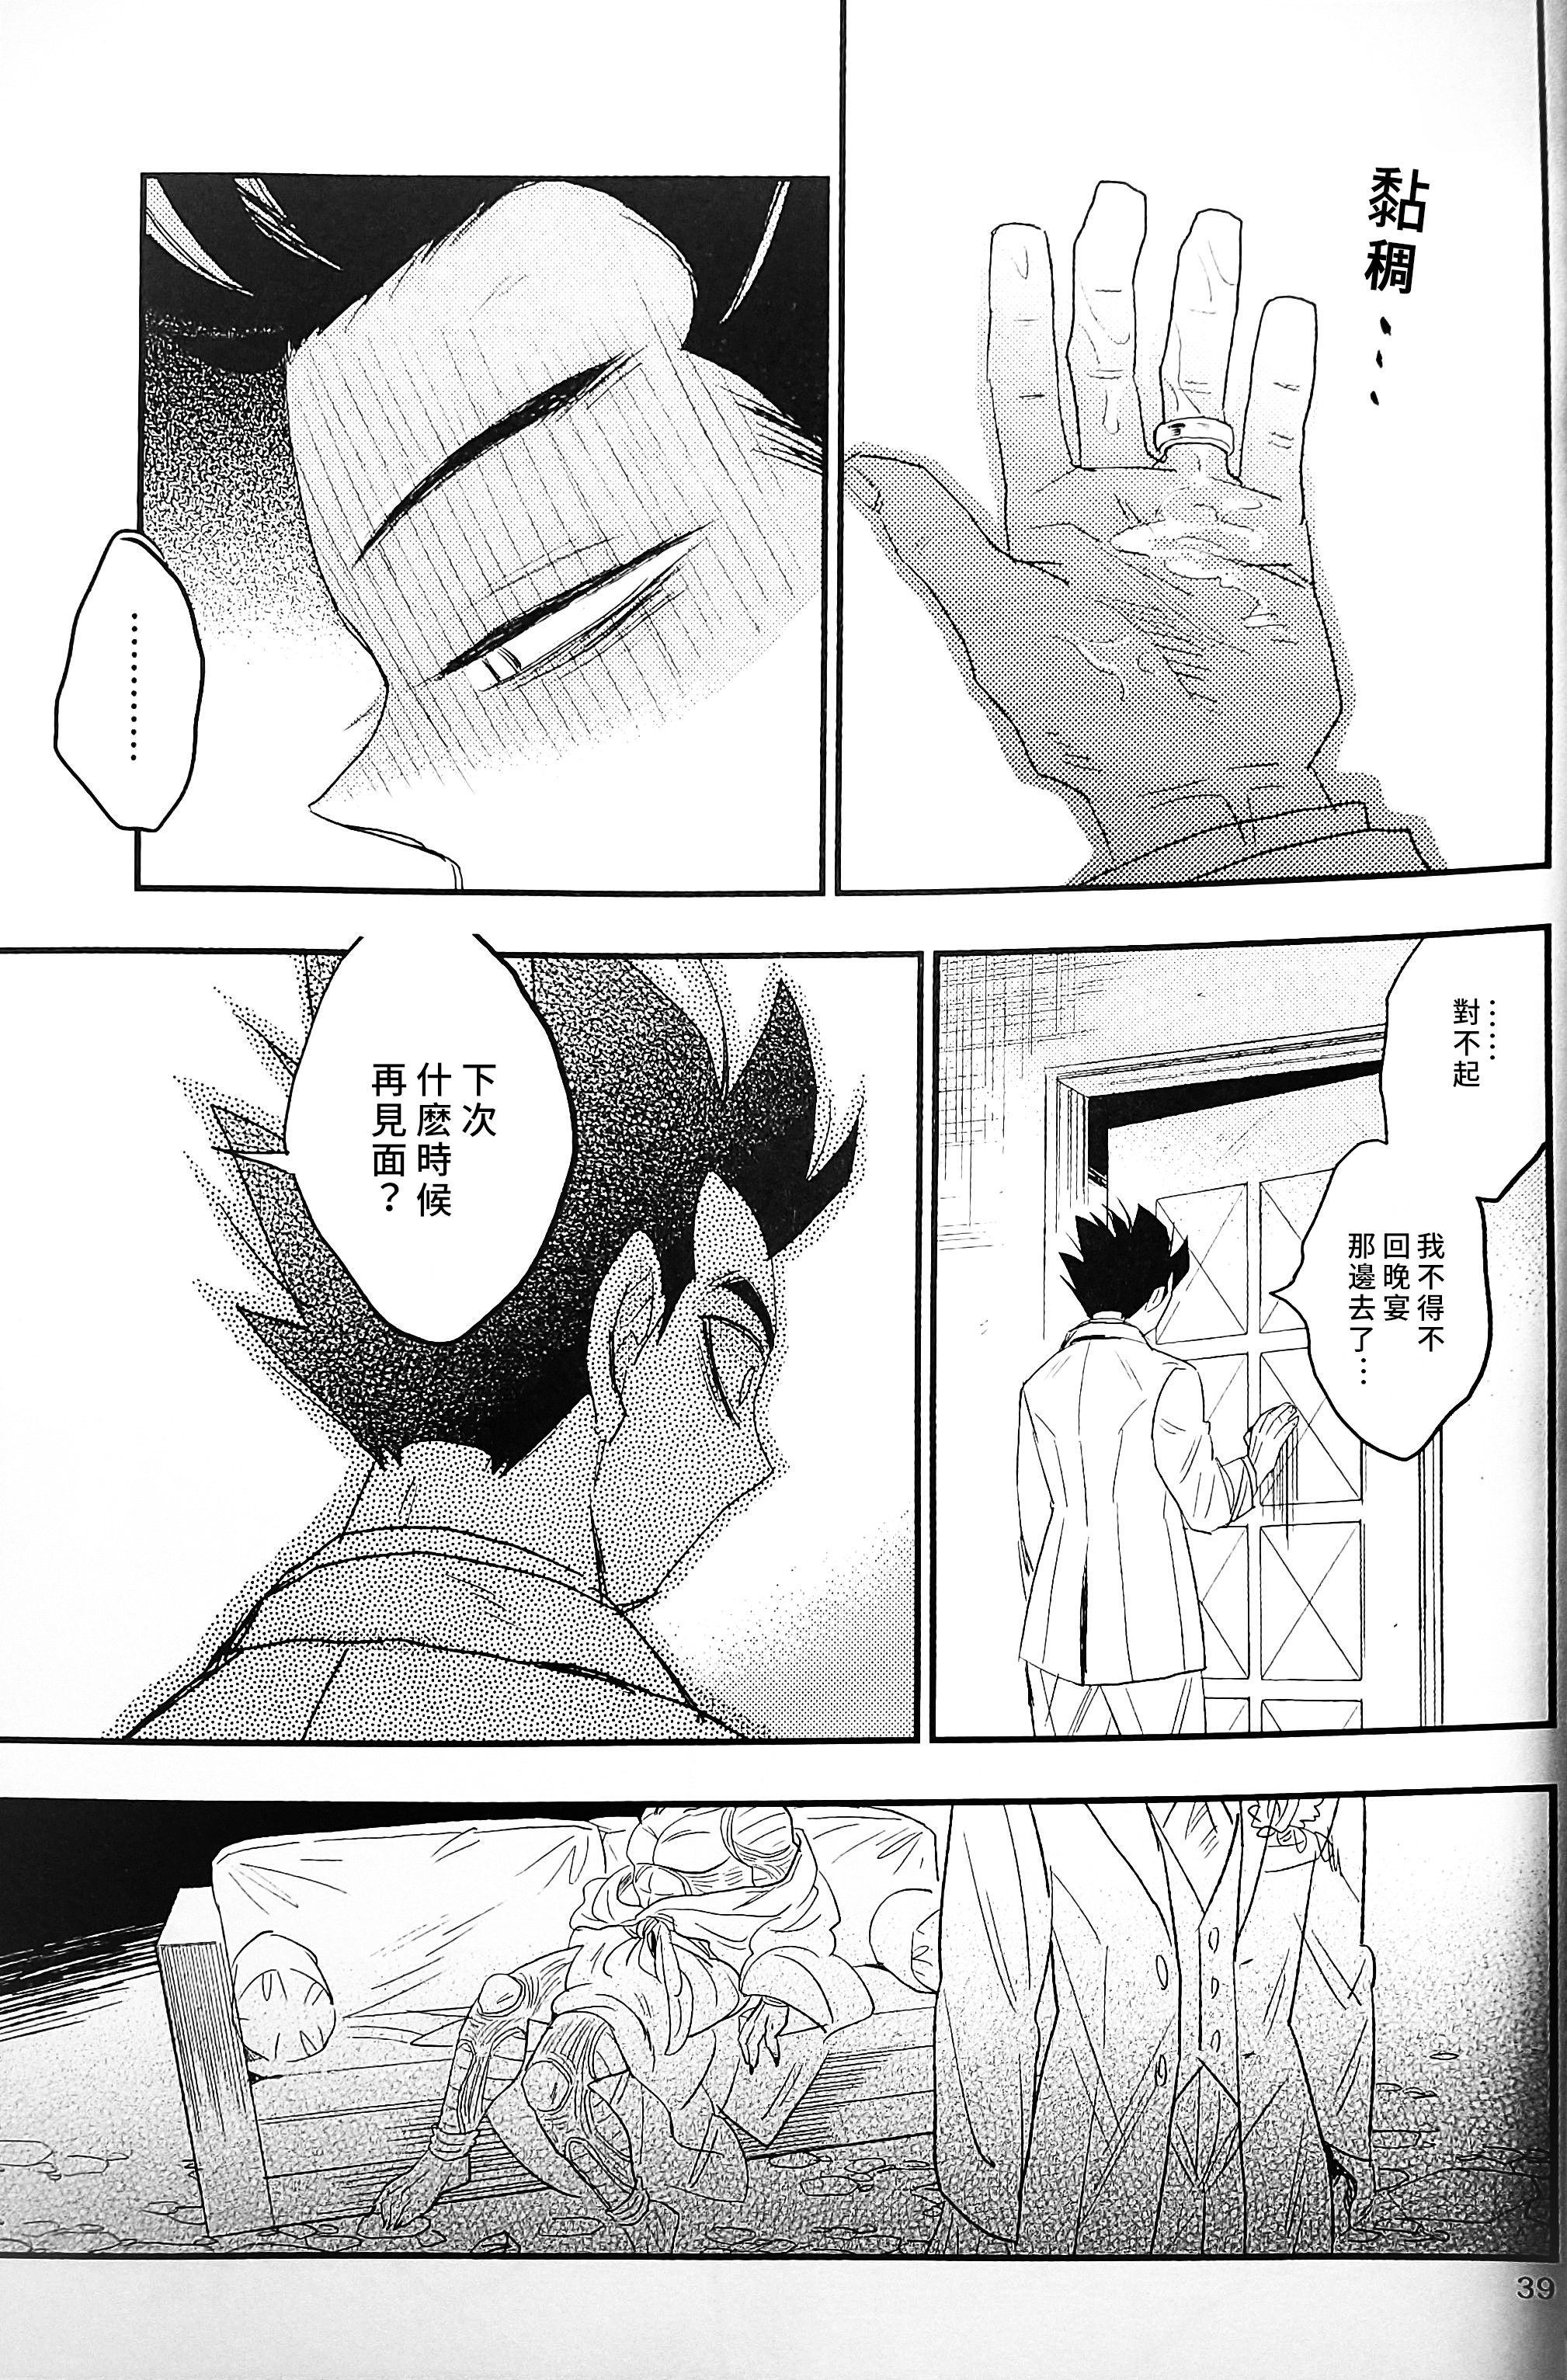 黏稠・・・
………
……
對不起
我不得不
回晚宴
那邊去了…
下次
什麽時候
再見面？
39